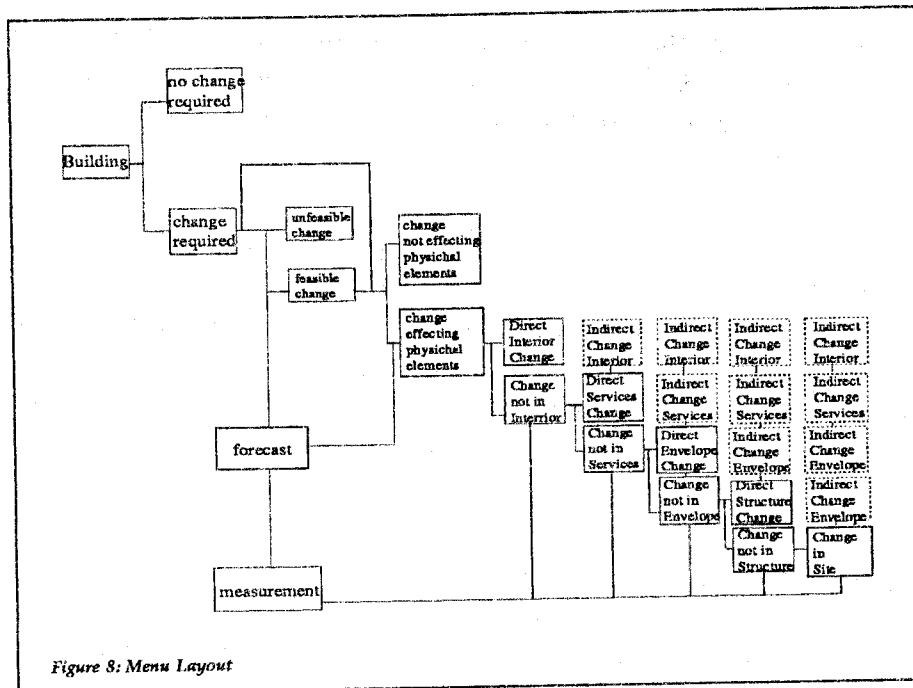 no change
required
Building
change
required
unfeasible
change
feasible
change
change
not effecting
physichal
elements
change
effecting
physichal
elements
Direct
Interior
Change
Indirect
Change
Interior
Indirect
Change
Interior
Indirect
Change
Interior
Indirect
Change
Interior
Change
not in
Interrior
Direct
Services
Change
Indirect
Change
Services
Indirect
Change
Services
Indirect
Change
Services
Change
not in
Services
Direct
Envelope
Change
Indirect
Change
Envelope
Indirect
Change
Envelope
Change
not in
Envelope
Direct
Structure
Change
Indirect
Change
Envelope
Change
not in
Structure
Change
in
Site
forecast
measurement
Figure 8: Menu Layout